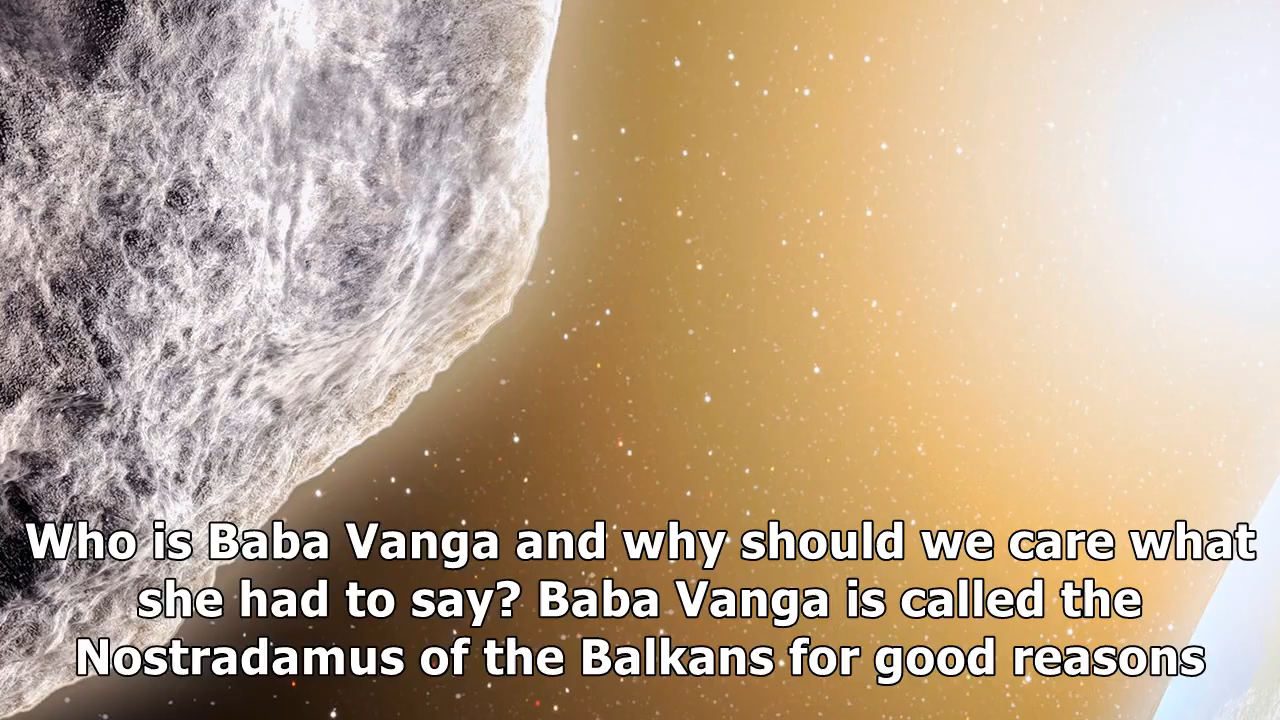 Who is Baba Vanga and why should we care what
she had to say? Baba Vanga is called the
Nostradamus of the Balkans for good reasons